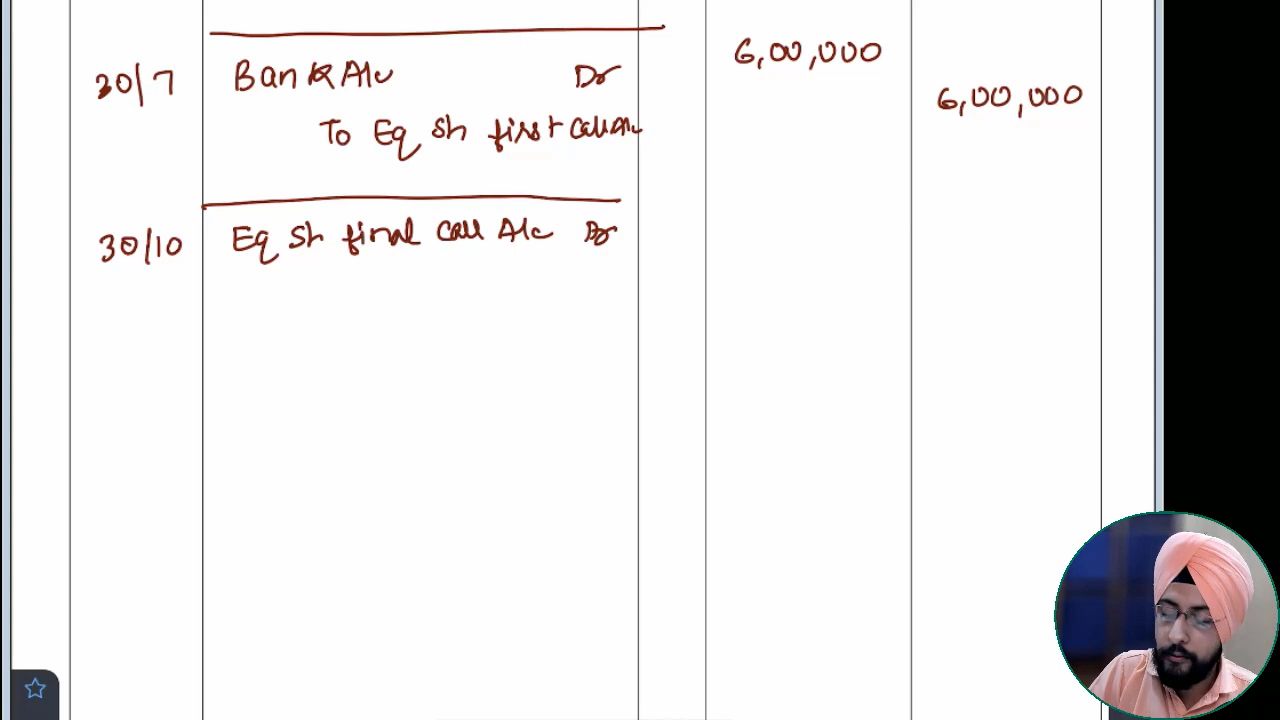 6,00,000
30/7 Bank A/c Dr
6,00,000
To Eq Sh first Call A/c
30/10 Eq Sh final Call A/c Dr